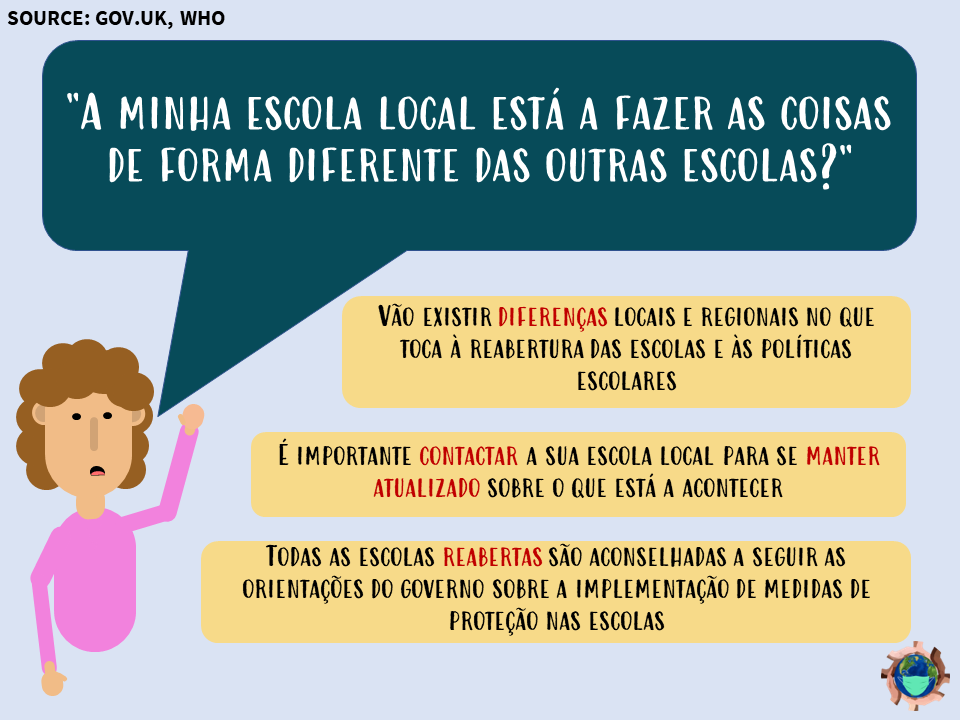 SOURCE: GOV.UK, WHO
"A MINHA ESCOLA LOCAL ESTÁ A FAZER AS COISAS
DE FORMA DIFERENTE DAS OUTRAS ESCOLAS?"
VÃO EXISTIR DIFERENÇAS LOCAIS E REGIONAIS NO QUE
TOCA À REABERTURA DAS ESCOLAS E ÀS POLÍTICAS
ESCOLARES
É IMPORTANTE CONTACTAR A SUA ESCOLA LOCAL PARA SE MANTER
ATUALIZADO SOBRE O QUE ESTÁ A ACONTECER
TODAS AS ESCOLAS REABERTAS SÃO ACONSELHADAS A SEGUIR AS
ORIENTAÇÕES DO GOVERNO SOBRE A IMPLEMENTAÇÃO DE MEDIDAS DE
PROTEÇÃO NAS ESCOLAS